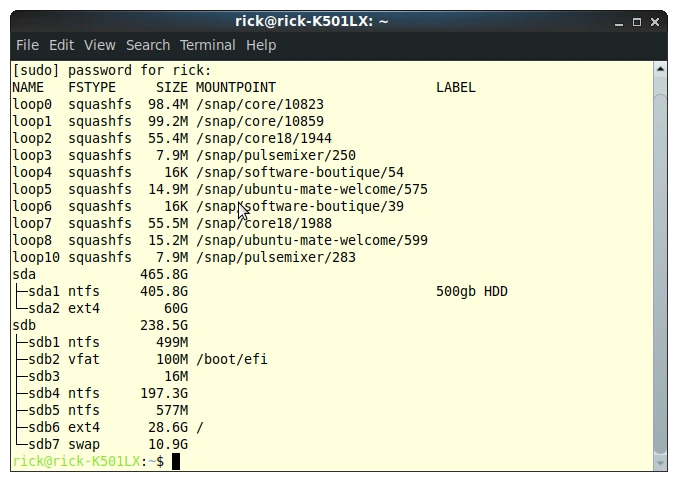 rick@rick-K501LX: ~
File Edit View Search Terminal Help
[sudo] password for rick:
NAME   FSTYPE     SIZE MOUNTPOINT                    LABEL
loop0  squashfs  98.4M /snap/core/10823
loop1  squashfs  99.2M /snap/core/10859
loop2  squashfs  55.4M /snap/core18/1944
loop3  squashfs   7.9M /snap/pulsemixer/250
loop4  squashfs    16K /snap/software-boutique/54
loop5  squashfs  14.9M /snap/ubuntu-mate-welcome/575
loop6  squashfs    16K /snap/software-boutique/39
loop7  squashfs  55.5M /snap/core18/1988
loop8  squashfs  15.2M /snap/ubuntu-mate-welcome/599
loop10 squashfs   7.9M /snap/pulsemixer/283
sda             465.8G
├─sda1 ntfs     405.8G                               500gb HDD
└─sda2 ext4        60G
sdb             238.5G
├─sdb1 ntfs       499M
├─sdb2 vfat       100M /boot/efi
├─sdb3             16M
├─sdb4 ntfs     197.3G
├─sdb5 ntfs       577M
├─sdb6 ext4      28.6G /
└─sdb7 swap      10.9G
rick@rick-K501LX:~$